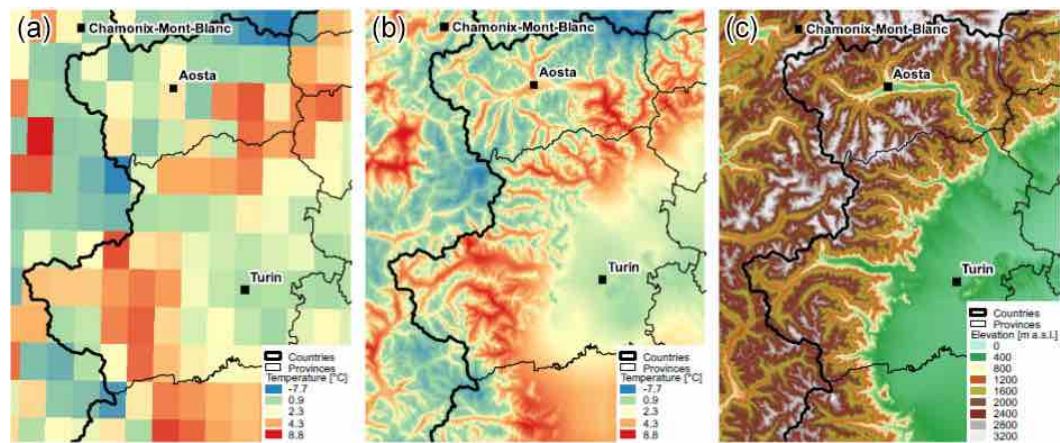 (a)
Chamonix-Mont-Blanc
Aosta
Turin
Countries
Provinces
Temperature [°C]
-7.7
0.9
2.3
4.3
8.8
(b)
Chamonix-Mont-Blanc
Aosta
Turin
Countries
Provinces
Temperature [°C]
-7.7
0.9
2.3
4.3
8.8
(c)
Chamonix-Mont-Blanc
Aosta
Turin
Countries
Provinces
Elevation [m a.s.l.]
0
400
800
1200
1600
2000
2400
2800
3200